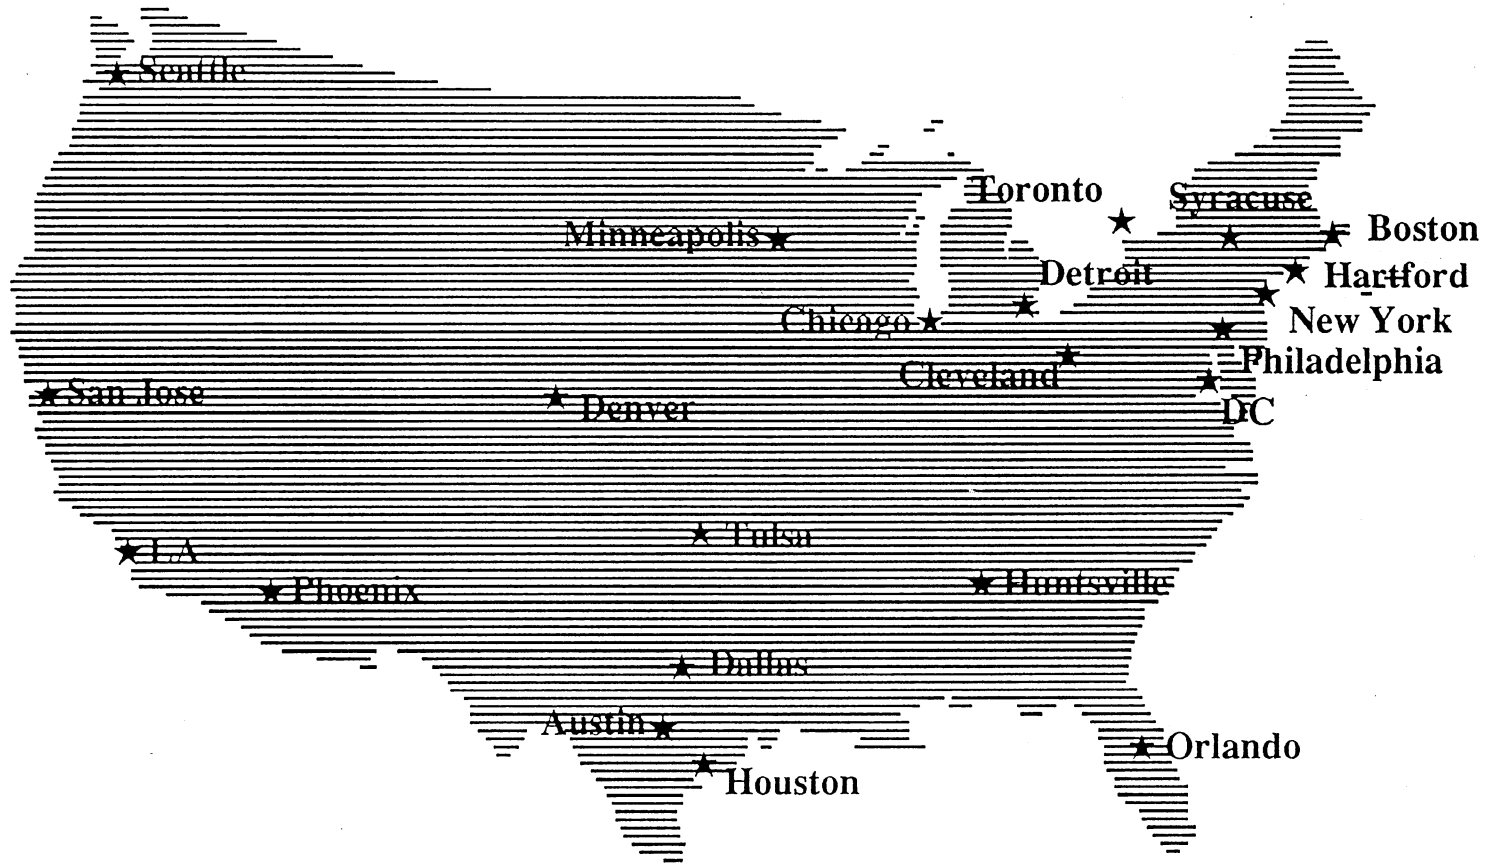 Seattle
Toronto
Syracuse
Boston
Minneapolis
Detroit
Hartford
Chicago
New York
Cleveland
Philadelphia
San Jose
Denver
DC
Tulsa
LA
Phoenix
Huntsville
Dallas
Austin
Orlando
Houston